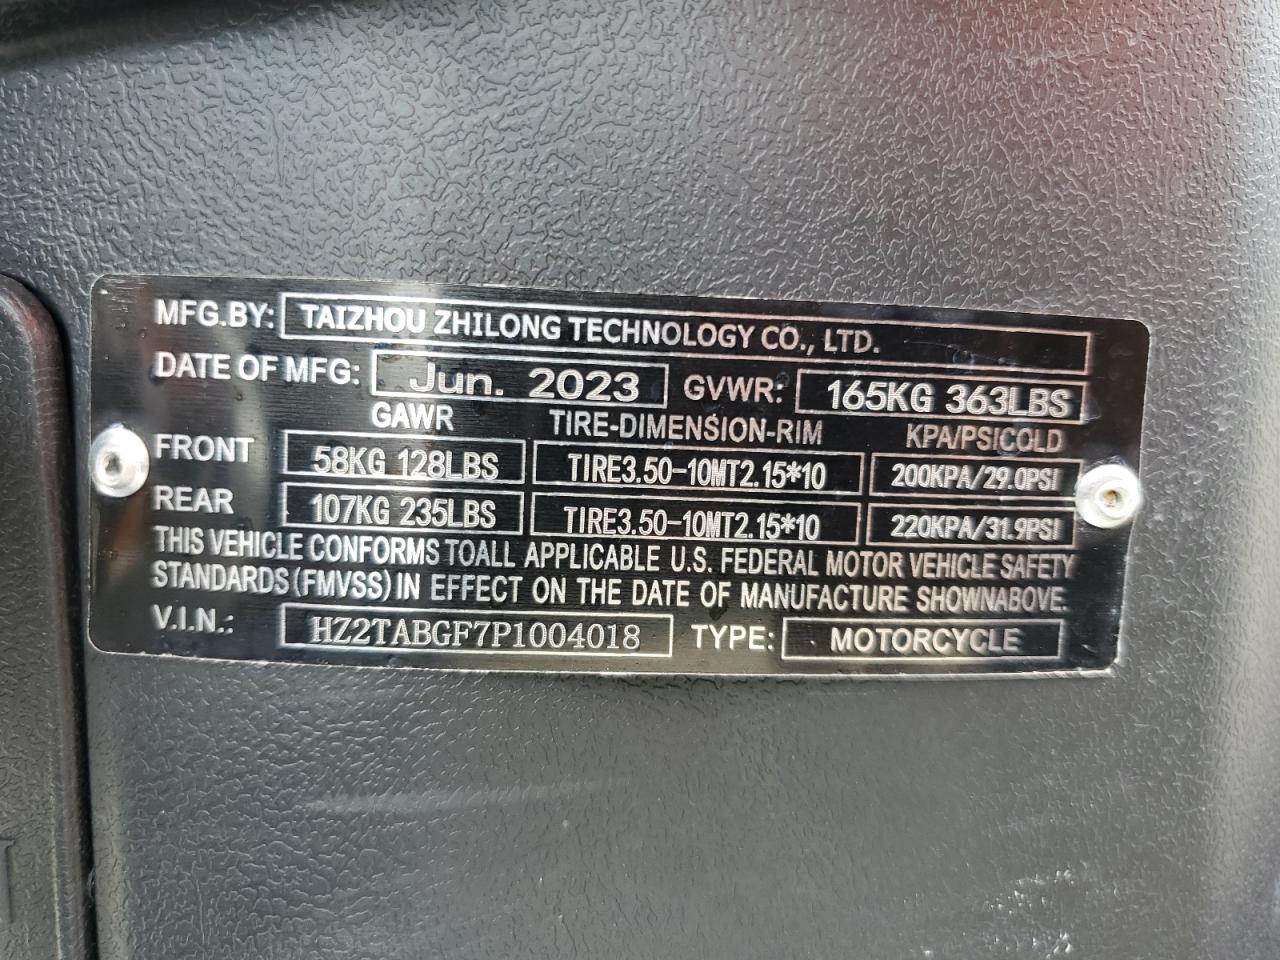 MFG.BY: TAIZHOU ZHILONG TECHNOLOGY CO., LTD.
DATE OF MFG: Jun. 2023 GVWR: 165KG 363LBS
GAWR TIRE-DIMENSION-RIM KPA/PSICOLD
FRONT 58KG 128LBS TIRE3.50-10MT2.15*10 200KPA/29.0PSI
REAR 107KG 235LBS TIRE3.50-10MT2.15*10 220KPA/31.9PSI
THIS VEHICLE CONFORMS TOALL APPLICABLE U.S. FEDERAL MOTOR VEHICLE SAFETY
STANDARDS (FMVSS) IN EFFECT ON THE DATE OF MANUFACTURE SHOWNABOVE.
V.I.N.: HZ2TABGF7P1004018 TYPE: MOTORCYCLE